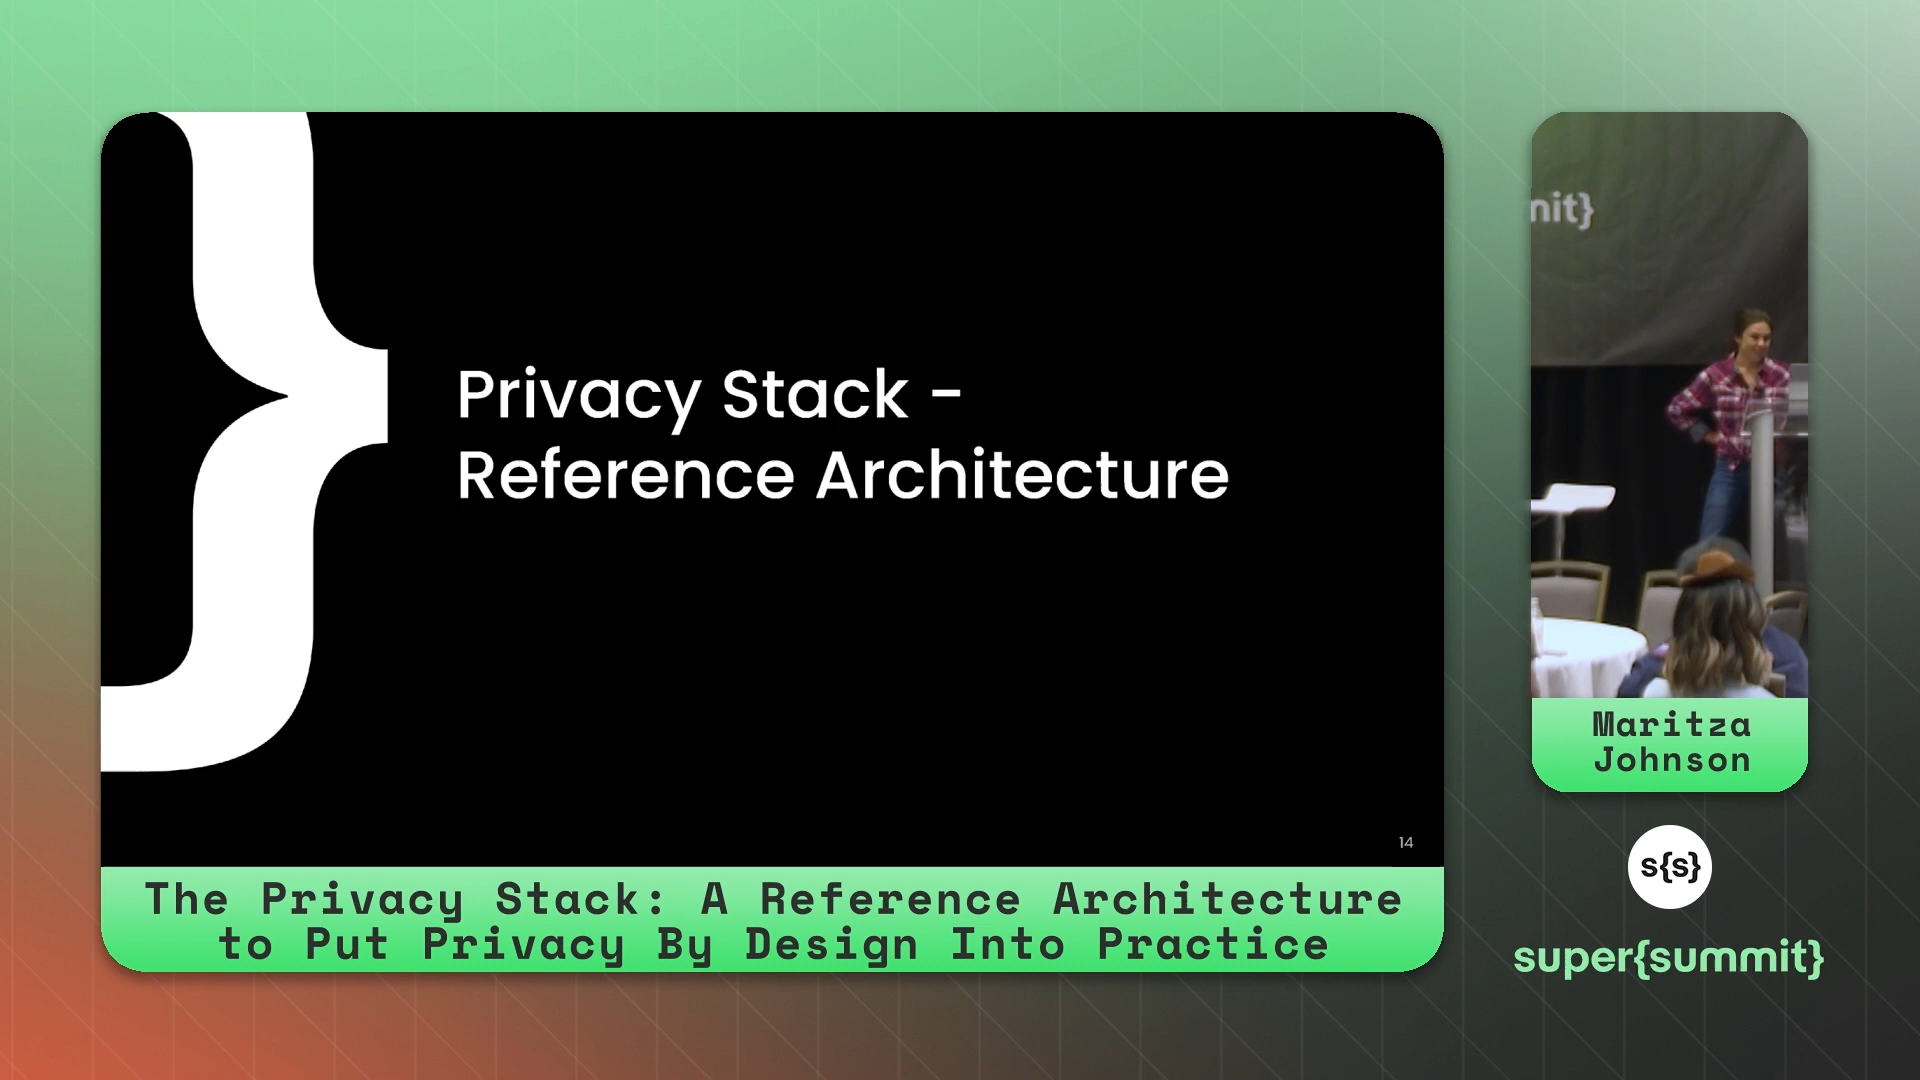 Privacy Stack -
Reference Architecture
14
The Privacy Stack: A Reference Architecture
to Put Privacy By Design Into Practice
nit}
Maritza
Johnson
s{s}
super{summit}